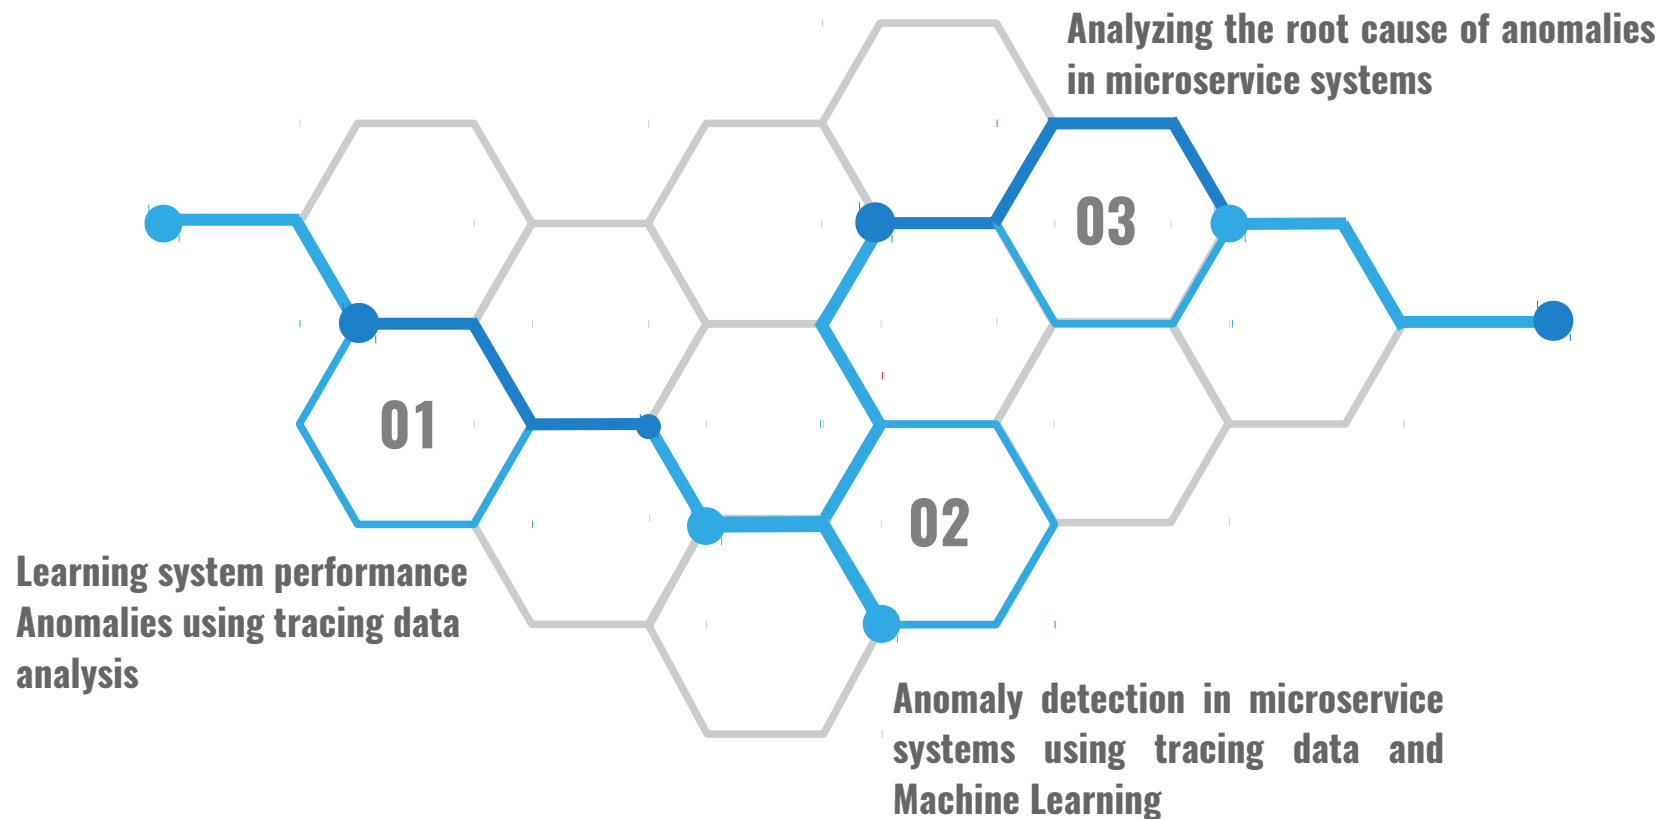 Analyzing the root cause of anomalies
in microservice systems
03
01
02
Learning system performance
Anomalies using tracing data
analysis
Anomaly detection in microservice
systems using tracing data and
Machine Learning